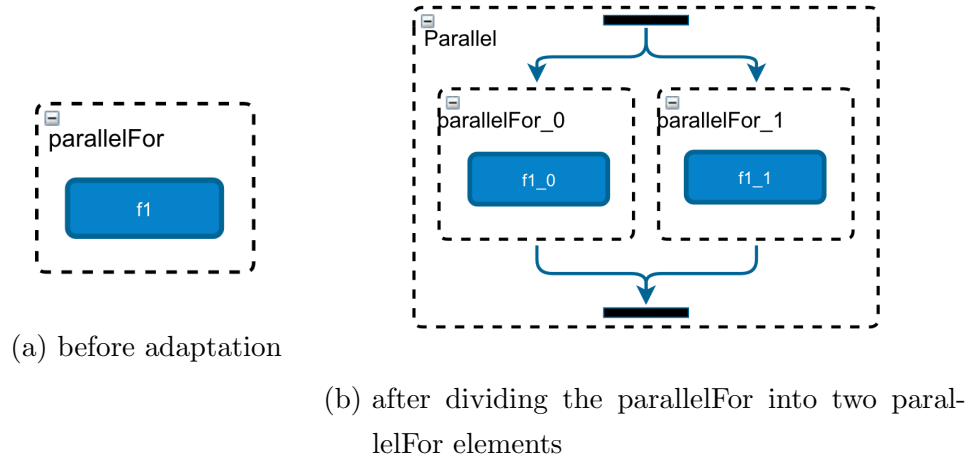 parallelFor
f1
(a) before adaptation
Parallel
parallelFor_0
parallelFor_1
f1_0
f1_1
(b) after dividing the parallelFor into two paral-
lelFor elements